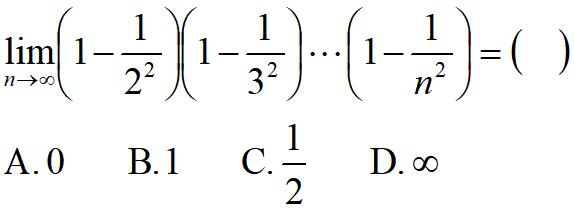 lim_{n→∞}(1−1/2²)(1−1/3²)⋯(1−1/n²)=( )
A. 0 B. 1 C. 1/2 D. ∞